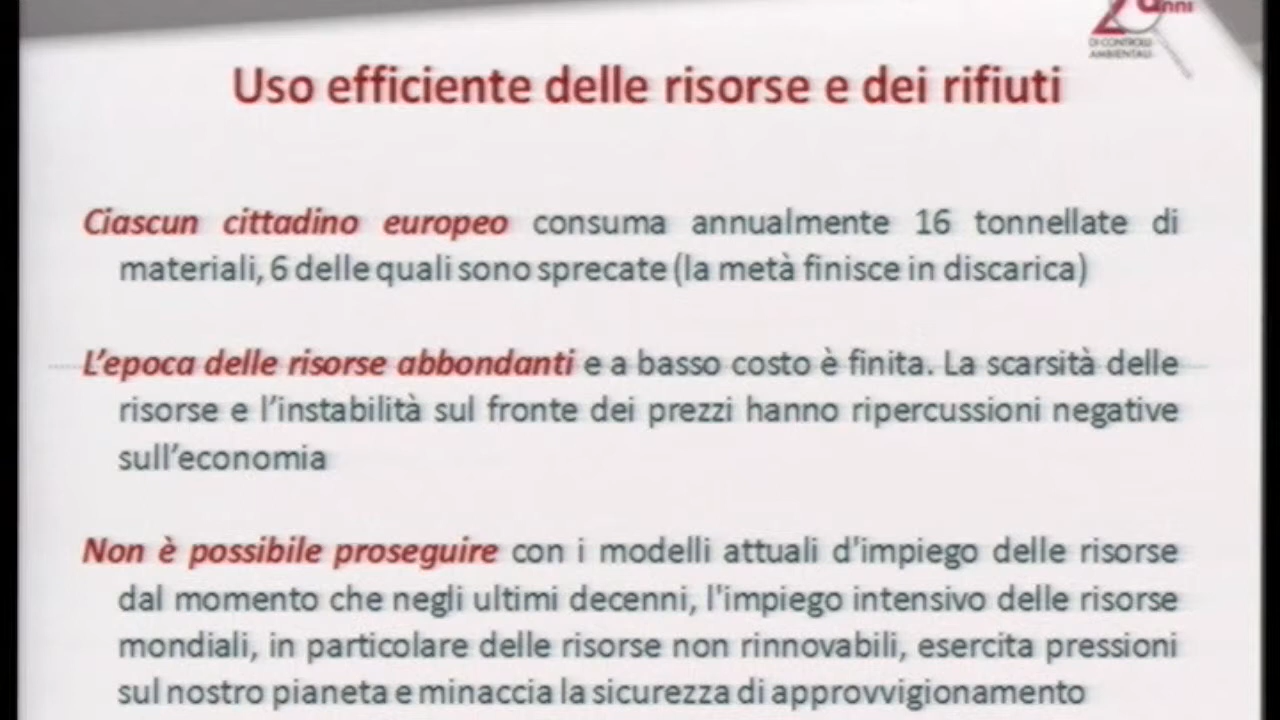 anni
DI CONTROLLI
AMBIENTALI
Uso efficiente delle risorse e dei rifiuti
Ciascun cittadino europeo consuma annualmente 16 tonnellate di
materiali, 6 delle quali sono sprecate (la metà finisce in discarica)
L’epoca delle risorse abbondanti e a basso costo è finita. La scarsità delle
risorse e l’instabilità sul fronte dei prezzi hanno ripercussioni negative
sull’economia
Non è possibile proseguire con i modelli attuali d'impiego delle risorse
dal momento che negli ultimi decenni, l'impiego intensivo delle risorse
mondiali, in particolare delle risorse non rinnovabili, esercita pressioni
sul nostro pianeta e minaccia la sicurezza di approvvigionamento